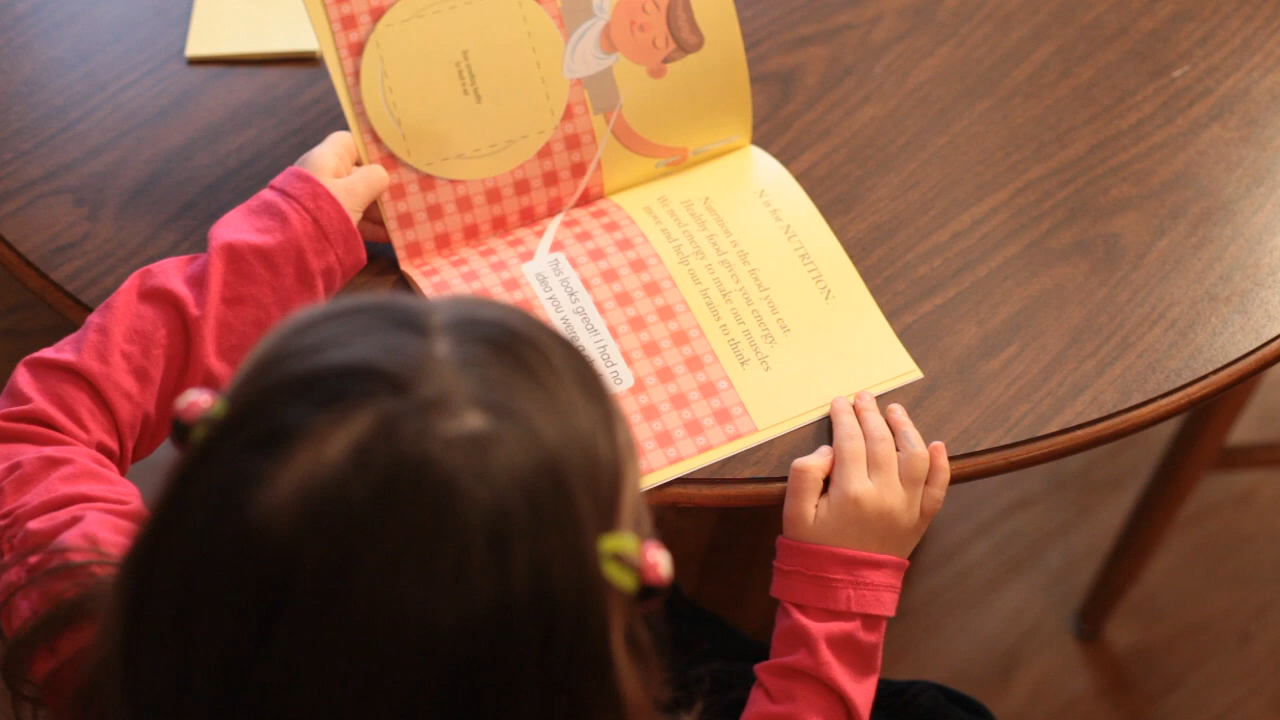 N is for NUTRITION:
Nutrition is the food you eat.
Healthy food gives you energy.
We need energy to make our muscles
move and help our brains to think.
This looks great! I had no
idea you were a